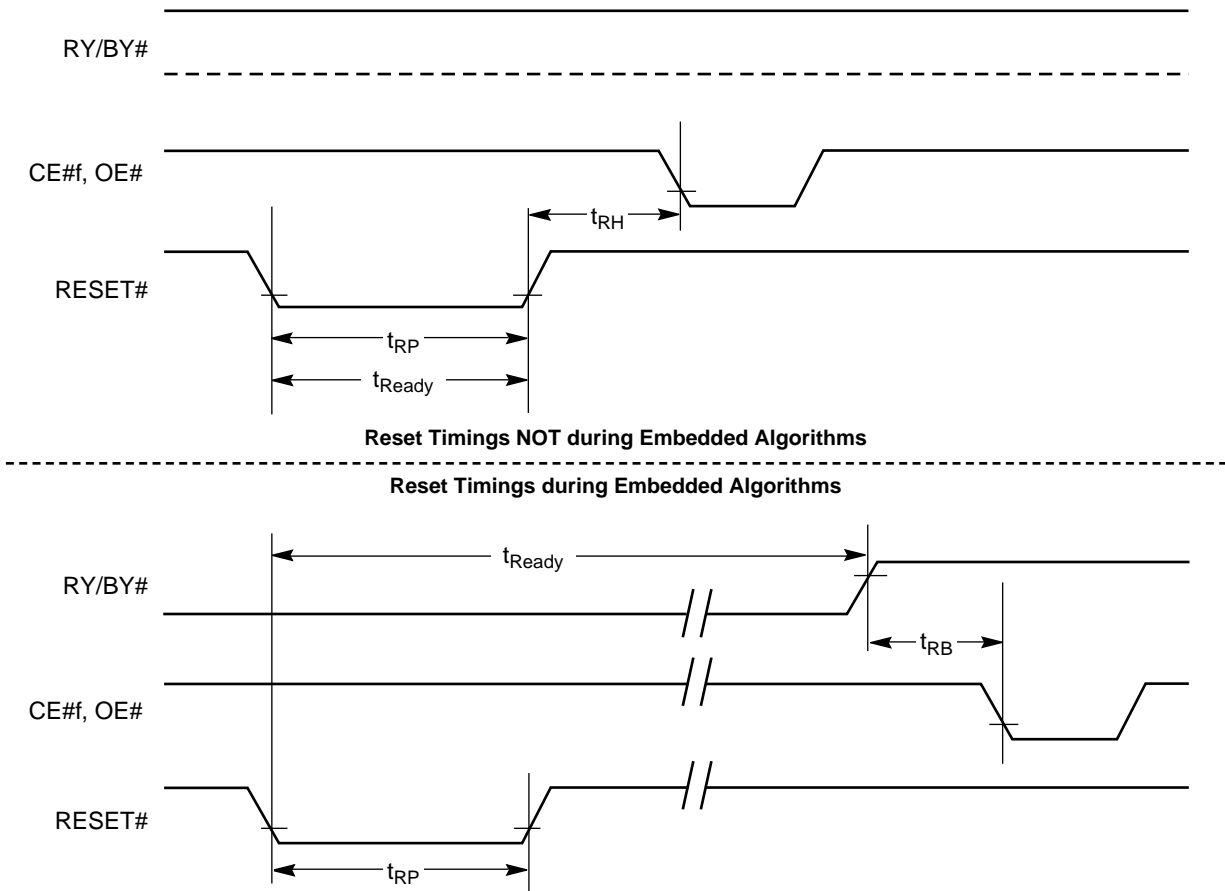 RY/BY#
CE#f, OE#
tRH
RESET#
tRP
tReady
Reset Timings NOT during Embedded Algorithms
Reset Timings during Embedded Algorithms
tReady
RY/BY#
tRB
CE#f, OE#
RESET#
tRP